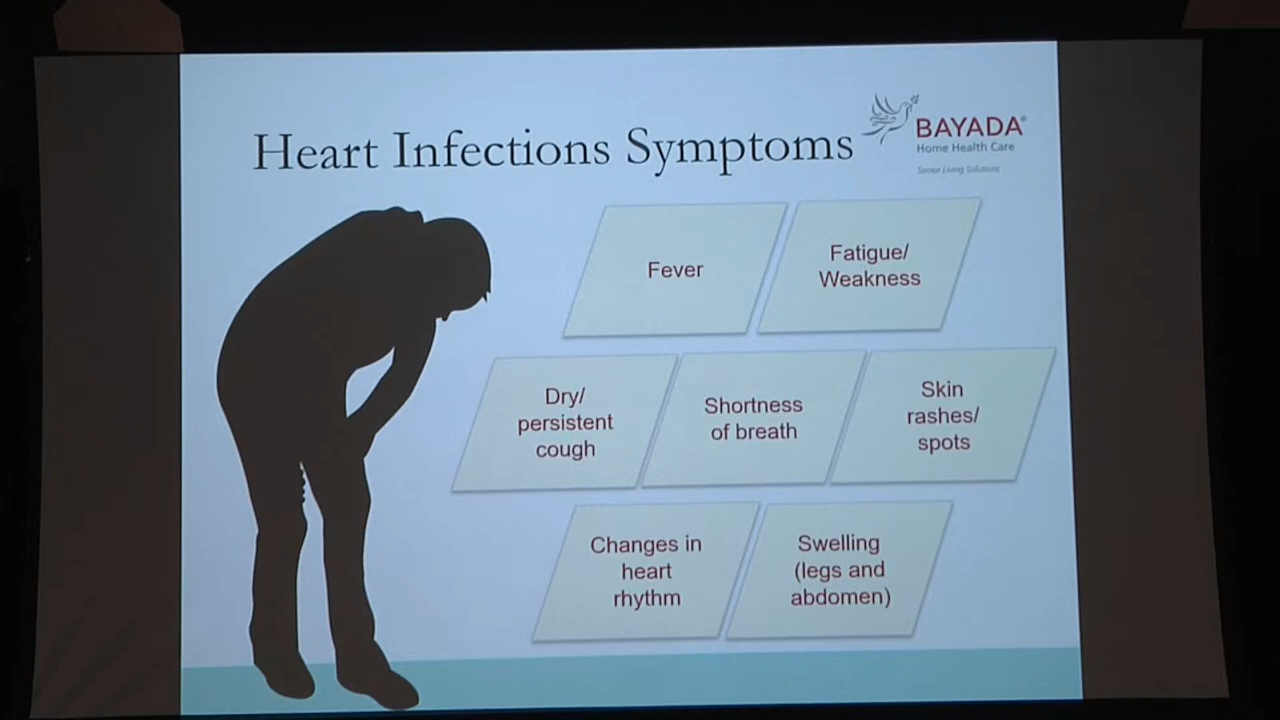 Heart Infections Symptoms
BAYADA®
Home Health Care
Senior Living Solutions
Fever
Fatigue/
Weakness
Dry/
persistent
cough
Shortness
of breath
Skin
rashes/
spots
Changes in
heart
rhythm
Swelling
(legs and
abdomen)